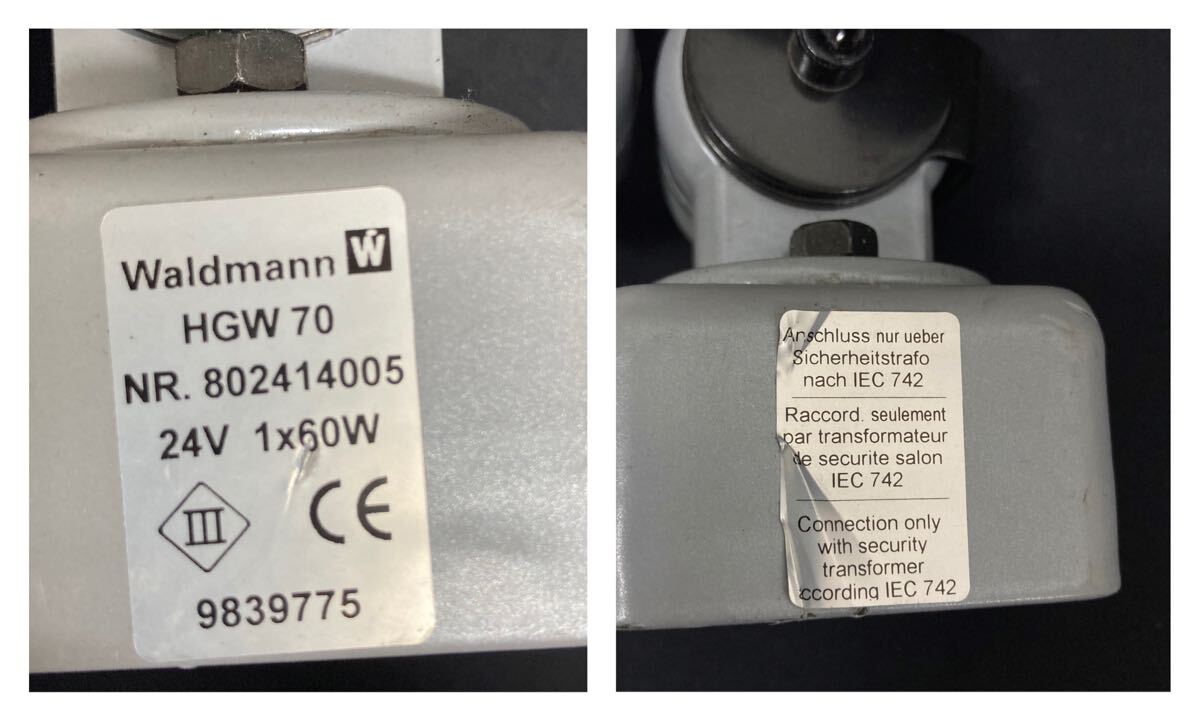 Waldmann W
HGW 70
NR. 802414005
24V 1x60W
III CE
9839775
Anschluss nur ueber
Sicherheitstrafo
nach IEC 742
Raccord. seulement
par transformateur
de securite salon
IEC 742
Connection only
with security
transformer
ccording IEC 742